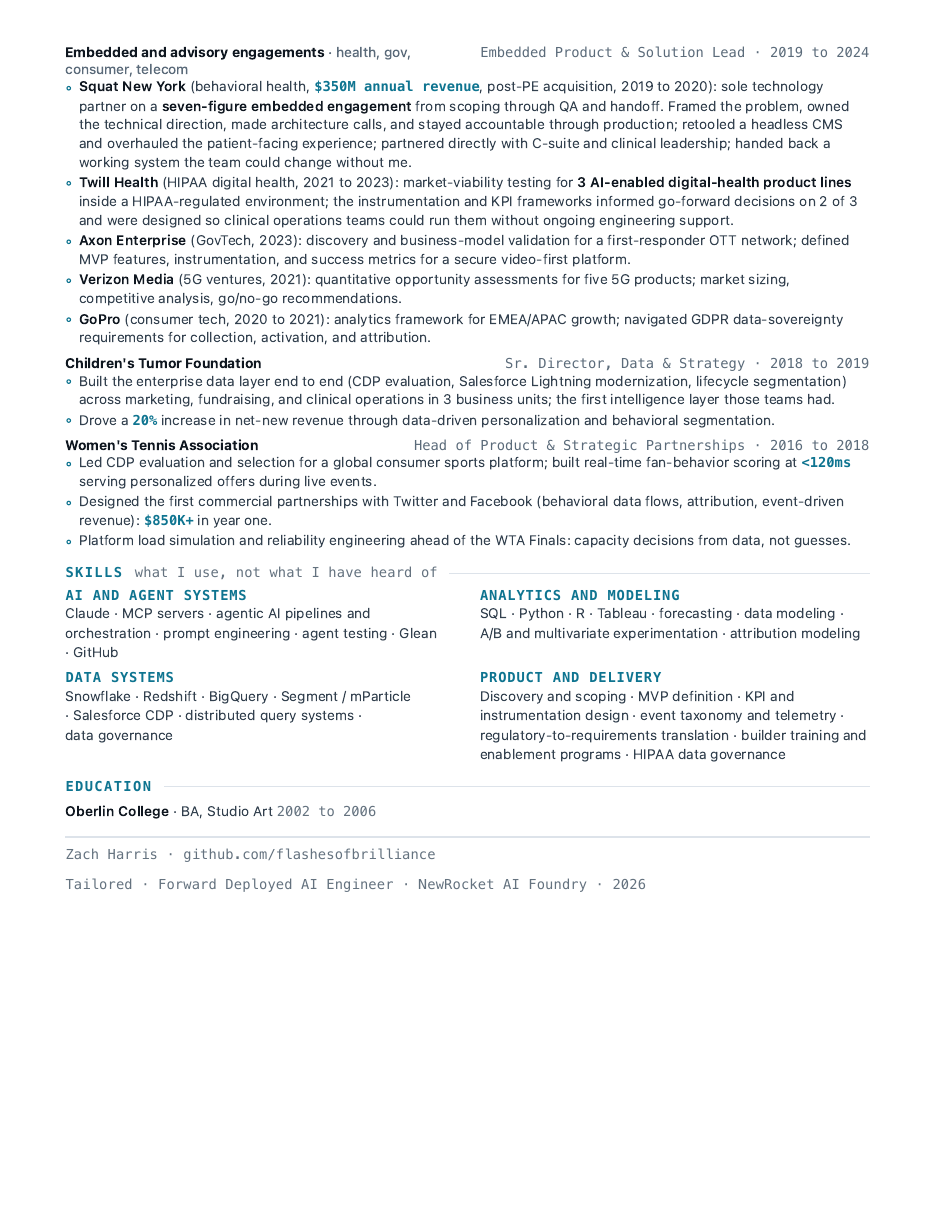 Embedded and advisory engagements · health, gov, consumer, telecom
Embedded Product & Solution Lead · 2019 to 2024
Squat New York (behavioral health, $350M annual revenue, post-PE acquisition, 2019 to 2020): sole technology
partner on a seven-figure embedded engagement from scoping through QA and handoff. Framed the problem, owned
the technical direction, made architecture calls, and stayed accountable through production; retooled a headless CMS
and overhauled the patient-facing experience; partnered directly with C-suite and clinical leadership; handed back a
working system the team could change without me.
Twill Health (HIPAA digital health, 2021 to 2023): market-viability testing for 3 AI-enabled digital-health product lines
inside a HIPAA-regulated environment; the instrumentation and KPI frameworks informed go-forward decisions on 2 of 3
and were designed so clinical operations teams could run them without ongoing engineering support.
Axon Enterprise (GovTech, 2023): discovery and business-model validation for a first-responder OTT network; defined
MVP features, instrumentation, and success metrics for a secure video-first platform.
Verizon Media (5G ventures, 2021): quantitative opportunity assessments for five 5G products; market sizing,
competitive analysis, go/no-go recommendations.
GoPro (consumer tech, 2020 to 2021): analytics framework for EMEA/APAC growth; navigated GDPR data-sovereignty
requirements for collection, activation, and attribution.
Children's Tumor Foundation
Sr. Director, Data & Strategy · 2018 to 2019
Built the enterprise data layer end to end (CDP evaluation, Salesforce Lightning modernization, lifecycle segmentation)
across marketing, fundraising, and clinical operations in 3 business units; the first intelligence layer those teams had.
Drove a 20% increase in net-new revenue through data-driven personalization and behavioral segmentation.
Women's Tennis Association
Head of Product & Strategic Partnerships · 2016 to 2018
Led CDP evaluation and selection for a global consumer sports platform; built real-time fan-behavior scoring at <120ms
serving personalized offers during live events.
Designed the first commercial partnerships with Twitter and Facebook (behavioral data flows, attribution, event-driven
revenue): $850K+ in year one.
Platform load simulation and reliability engineering ahead of the WTA Finals: capacity decisions from data, not guesses.
SKILLS what I use, not what I have heard of
AI AND AGENT SYSTEMS
Claude · MCP servers · agentic AI pipelines and
orchestration · prompt engineering · agent testing · Glean
· GitHub
ANALYTICS AND MODELING
SQL · Python · R · Tableau · forecasting · data modeling ·
A/B and multivariate experimentation · attribution modeling
DATA SYSTEMS
Snowflake · Redshift · BigQuery · Segment / mParticle
· Salesforce CDP · distributed query systems ·
data governance
PRODUCT AND DELIVERY
Discovery and scoping · MVP definition · KPI and
instrumentation design · event taxonomy and telemetry ·
regulatory-to-requirements translation · builder training and
enablement programs · HIPAA data governance
EDUCATION
Oberlin College · BA, Studio Art 2002 to 2006
Zach Harris · github.com/flashesofbrilliance
Tailored · Forward Deployed AI Engineer · NewRocket AI Foundry · 2026